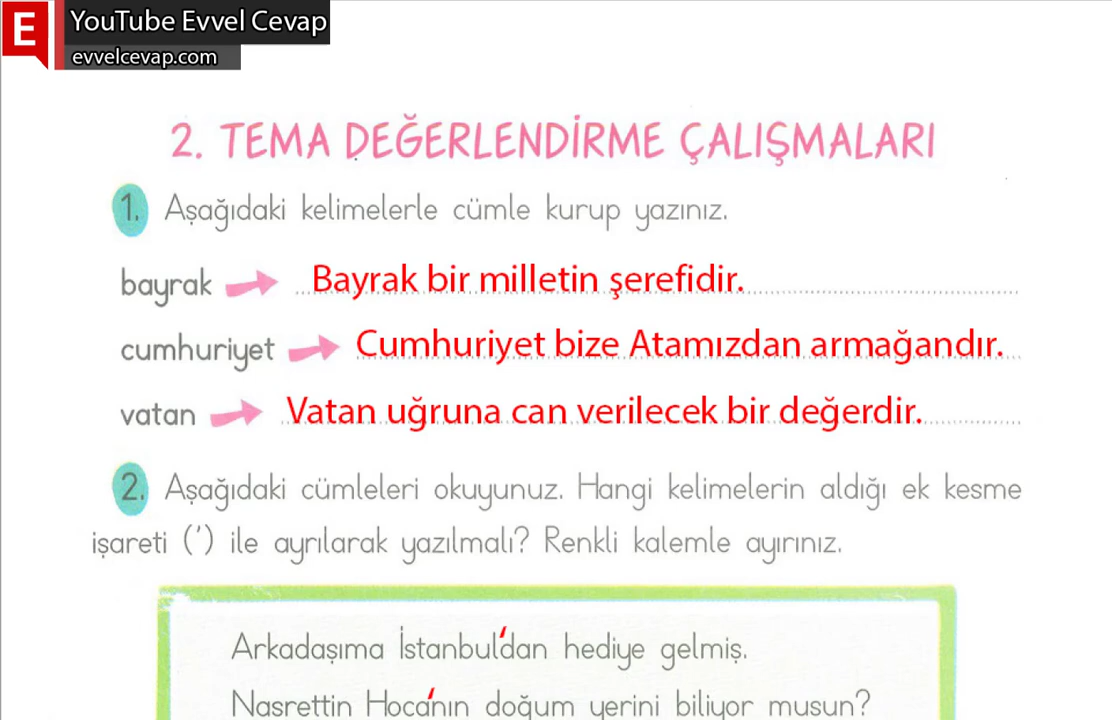 E YouTube Evvel Cevap
evvelcevap.com
2. TEMA DEĞERLENDİRME ÇALIŞMALARI
1. Aşağıdaki kelimelerle cümle kurup yazınız.
bayrak Bayrak bir milletin şerefidir.
cumhuriyet Cumhuriyet bize Atamızdan armağandır.
vatan Vatan uğruna can verilecek bir değerdir.
2. Aşağıdaki cümleleri okuyunuz. Hangi kelimelerin aldığı ek kesme
işareti (') ile ayrılarak yazılmalı? Renkli kalemle ayırınız.
Arkadaşıma İstanbul'dan hediye gelmiş.
Nasrettin Hoca'nın doğum yerini biliyor musun?